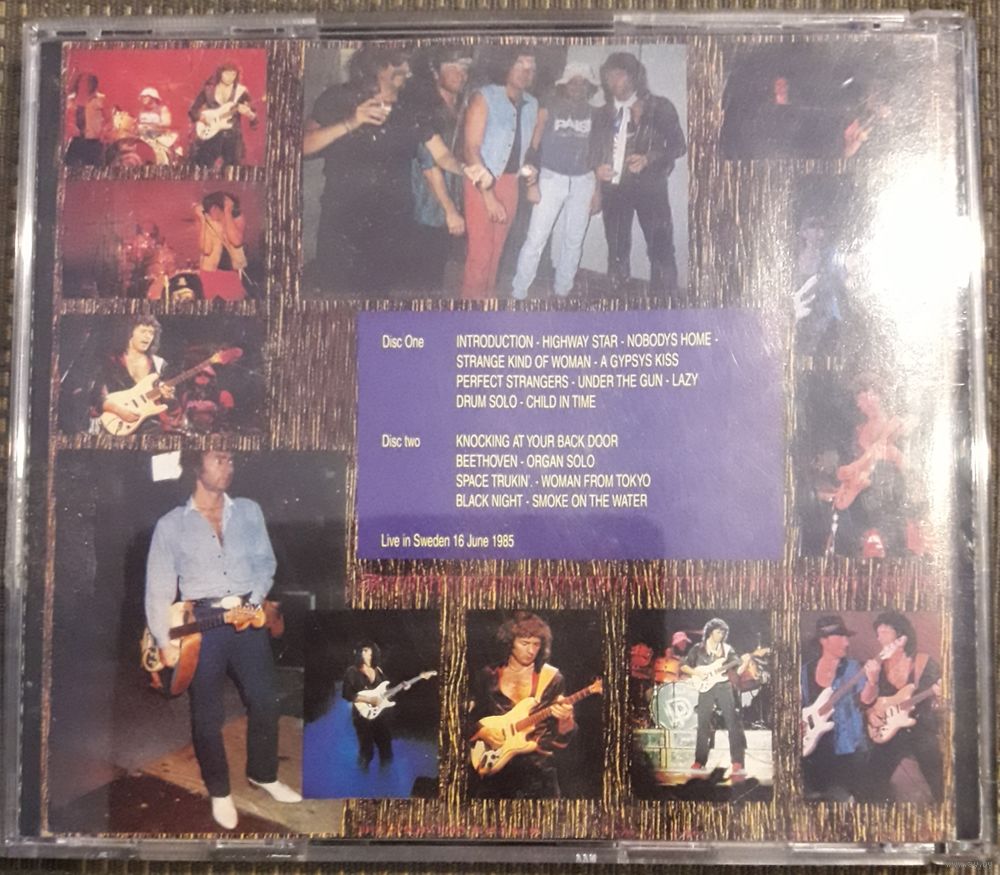 Disc One INTRODUCTION - HIGHWAY STAR - NOBODYS HOME -
STRANGE KIND OF WOMAN - A GYPSYS KISS
PERFECT STRANGERS - UNDER THE GUN - LAZY
DRUM SOLO - CHILD IN TIME
Disc two KNOCKING AT YOUR BACK DOOR
BEETHOVEN - ORGAN SOLO
SPACE TRUKIN'. - WOMAN FROM TOKYO
BLACK NIGHT - SMOKE ON THE WATER
Live in Sweden 16 June 1985